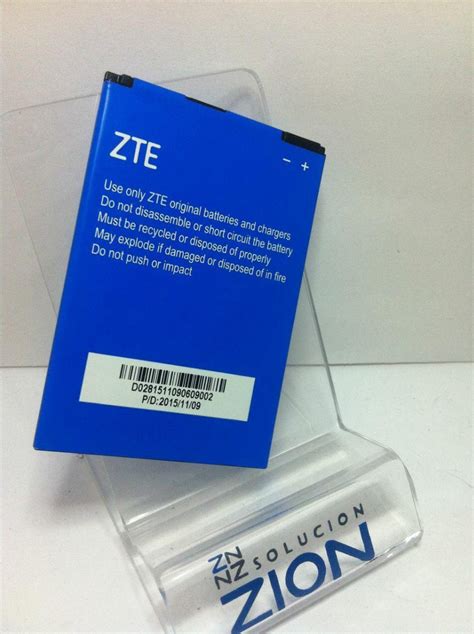 ZTE
− +
Use only ZTE original batteries and chargers
Do not disassemble or short circuit the battery
Must be recycled or disposed of properly
May explode if damaged or disposed of in fire
Do not push or impact
D0281511090609002
P/D:2015/11/09
ZN
NZ SOLUCION
ZION